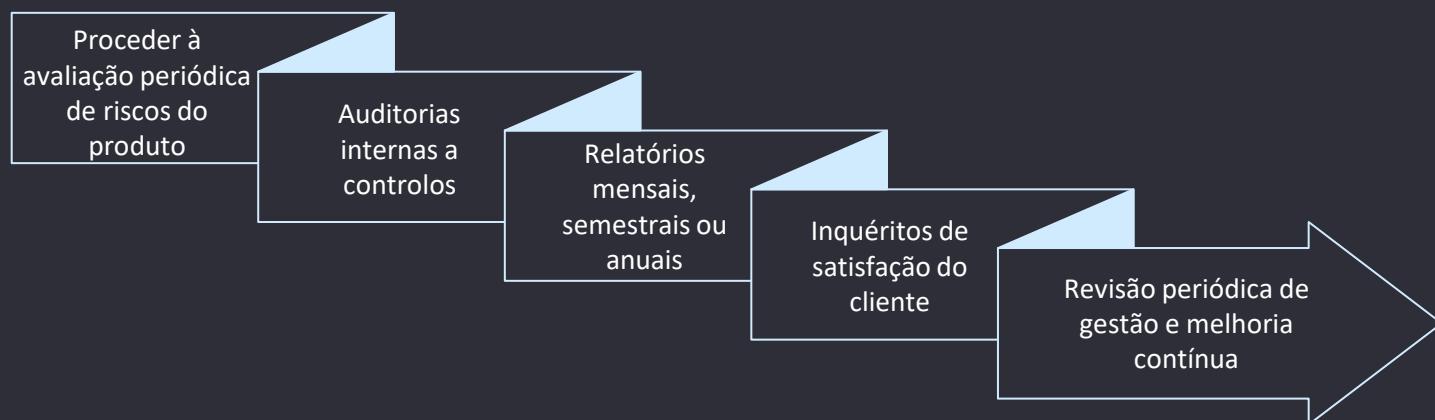 Proceder à
avaliação periódica
de riscos do
produto
Auditorias
internas a
controlos
Relatórios
mensais,
semestrais ou
anuais
Inquéritos de
satisfação do
cliente
Revisão periódica de
gestão e melhoria
contínua